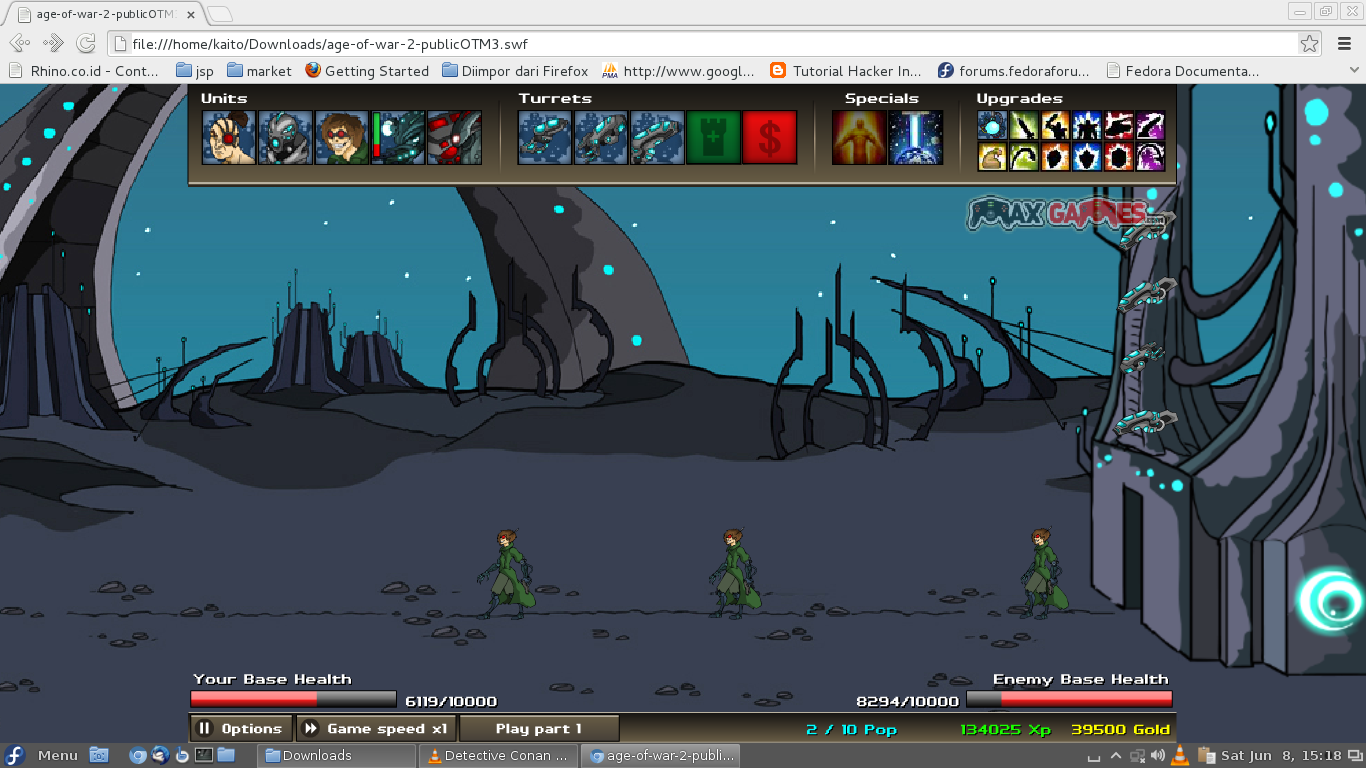 age-of-war-2-publicOTM
file:///home/kaito/Downloads/age-of-war-2-publicOTM3.swf
Rhino.co.id - Cont... jsp market Getting Started Diimpor dari Firefox PMA http://www.googl... Tutorial Hacker In... forums.fedoraforu... Fedora Documenta...
Units Turrets Specials Upgrades
$
MAX GAMES
Your Base Health Enemy Base Health
6119/10000 8294/10000
Options Game speed x1 Play part 1 2 / 10 Pop 134025 Xp 39500 Gold
Menu Downloads Detective Conan ... age-of-war-2-publi... Sat Jun 8, 15:18